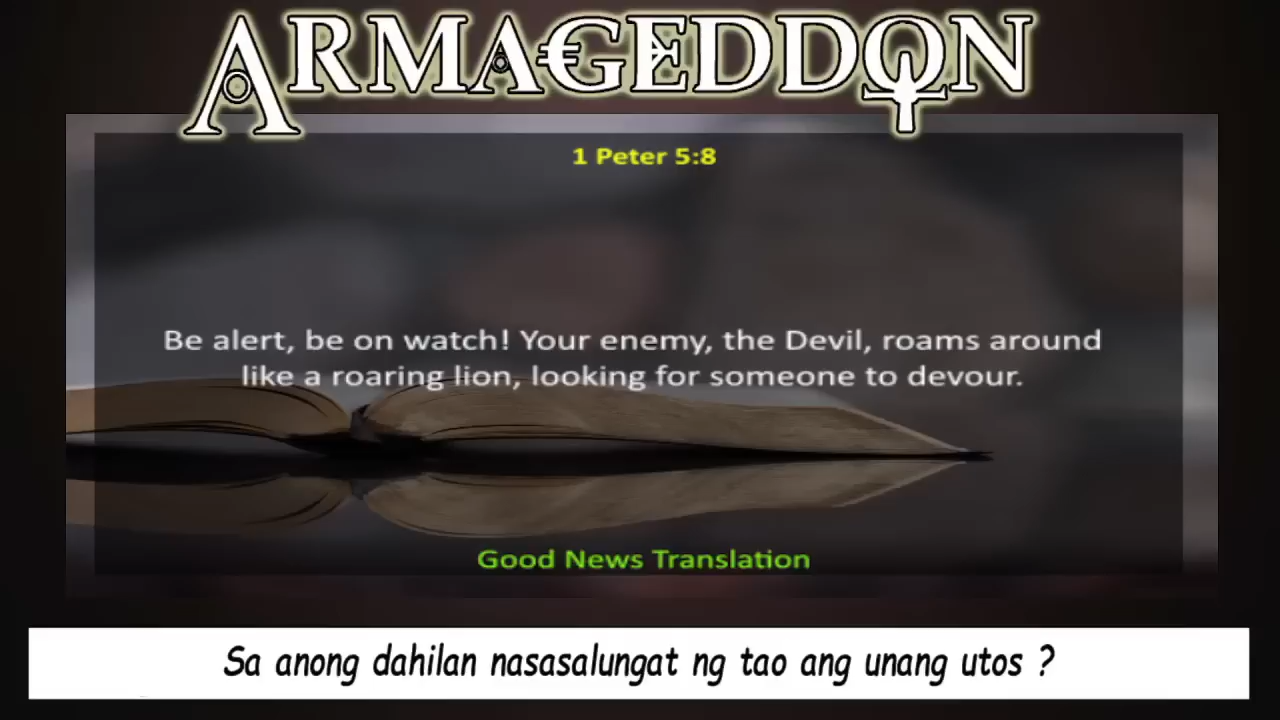 ARMAGEDDON
1 Peter 5:8
Be alert, be on watch! Your enemy, the Devil, roams around
like a roaring lion, looking for someone to devour.
Good News Translation
Sa anong dahilan nasasalungat ng tao ang unang utos ?